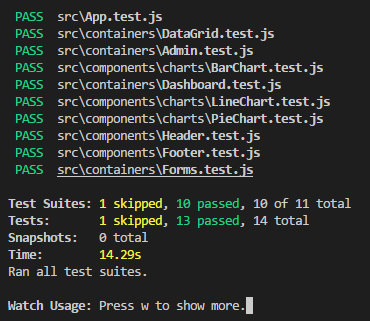 PASS src\App.test.js
PASS src\containers\DataGrid.test.js
PASS src\containers\Admin.test.js
PASS src\components\charts\BarChart.test.js
PASS src\containers\Dashboard.test.js
PASS src\components\charts\LineChart.test.js
PASS src\components\charts\PieChart.test.js
PASS src\components\Header.test.js
PASS src\components\Footer.test.js
PASS src\containers\Forms.test.js
Test Suites: 1 skipped, 10 passed, 10 of 11 total
Tests: 1 skipped, 13 passed, 14 total
Snapshots: 0 total
Time: 14.29s
Ran all test suites.
Watch Usage: Press w to show more.